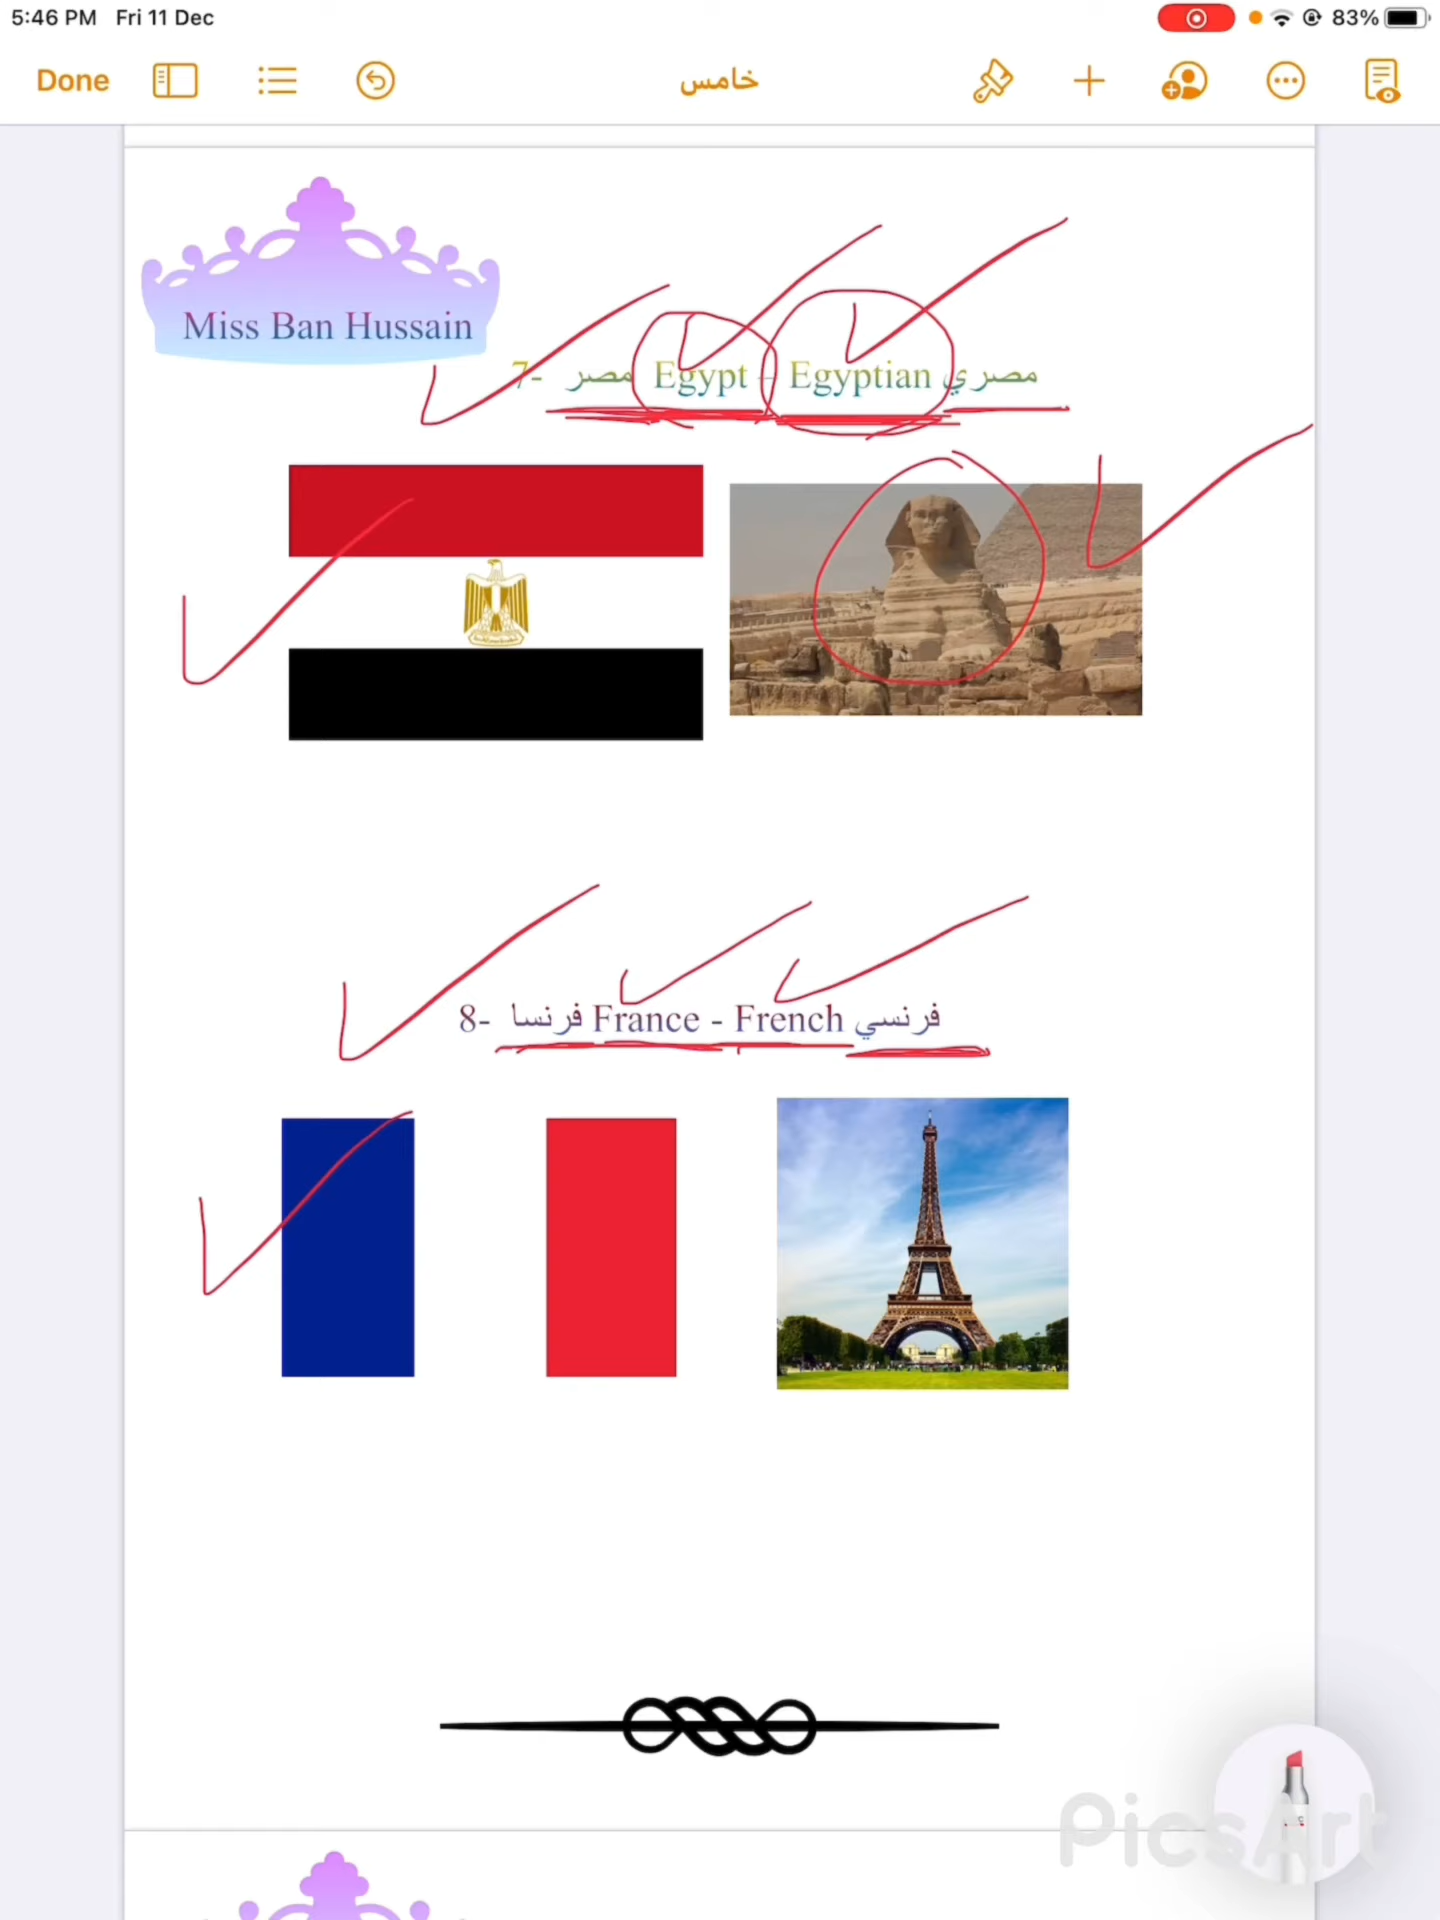 5:46 PM Fri 11 Dec 83%
Done خامس
Miss Ban Hussain
7- مصر Egypt - Egyptian مصري
8- فرنسا France - French فرنسي
PicsArt